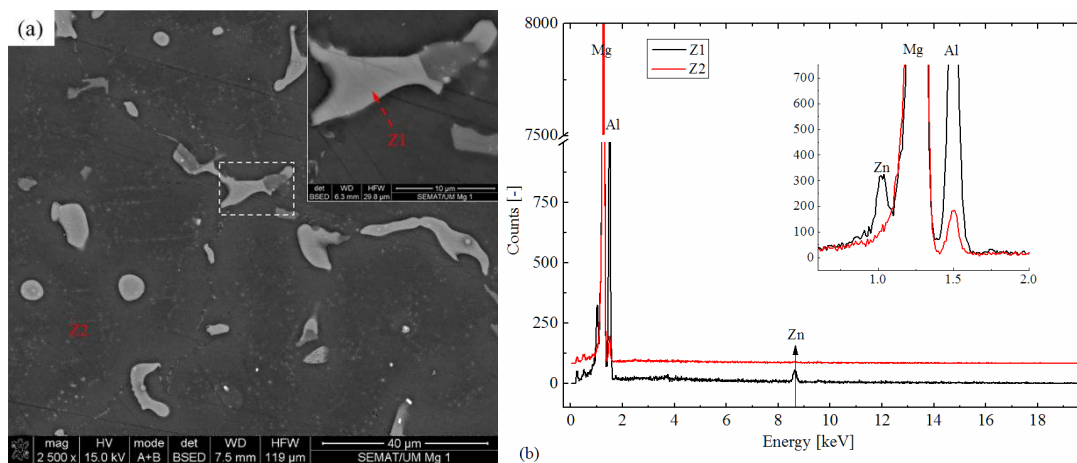 (a)
Z1
det WD HFW
BSED 6.3 mm 29.8 µm
10 µm
SEMAT/UM Mg 1
Z2
mag HV mode det WD HFW
2 500 x 15.0 kV A+B BSED 7.5 mm 119 µm
40 µm
SEMAT/UM Mg 1
8000
7500
750
500
250
0
Counts [-]
Mg
Al
Z1
Z2
Zn
0 2 4 6 8 10 12 14 16 18
Energy [keV]
(b)
Mg Al
Zn
700
600
500
400
300
200
100
0
1.0 1.5 2.0